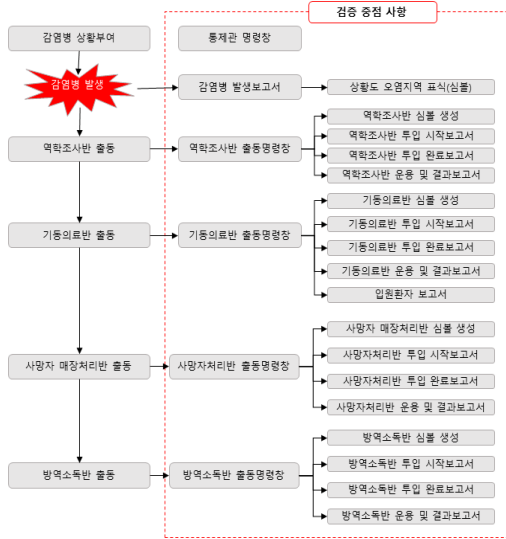 검증 중점 사항
감염병 상황부여
통제관 명령창
감염병 발생
감염병 발생보고서
상황도 오염지역 표식(심볼)
역학조사반 출동
역학조사반 출동명령창
역학조사반 심볼 생성
역학조사반 투입 시작보고서
역학조사반 투입 완료보고서
역학조사반 운용 및 결과보고서
기동의료반 출동
기동의료반 출동명령창
기동의료반 심볼 생성
기동의료반 투입 시작보고서
기동의료반 투입 완료보고서
기동의료반 운용 및 결과보고서
입원환자 보고서
사망자 매장처리반 출동
사망자처리반 출동명령창
사망자 매장처리반 심볼 생성
사망자처리반 투입 시작보고서
사망자처리반 투입 완료보고서
사망자처리반 운용 및 결과보고서
방역소독반 출동
방역소독반 출동명령창
방역소독반 심볼 생성
방역소독반 투입 시작보고서
방역소독반 투입 완료보고서
방역소독반 운용 및 결과보고서